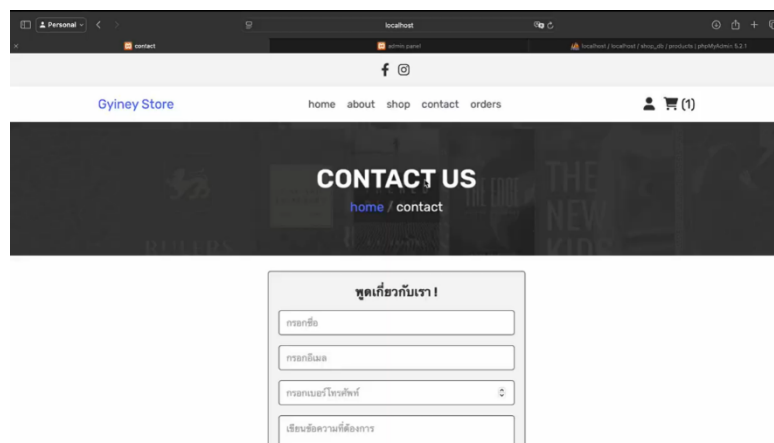 Personal
localhost
contact
admin panel
localhost / localhost / shop_db / products | phpMyAdmin 5.2.1
Gyiney Store
home about shop contact orders
(1)
CONTACT US
home / contact
THE
NEW
KIDS
RULERS
พูดเกี่ยวกับเรา !
กรอกชื่อ
กรอกอีเมล
กรอกเบอร์โทรศัพท์
เขียนข้อความที่ต้องการ